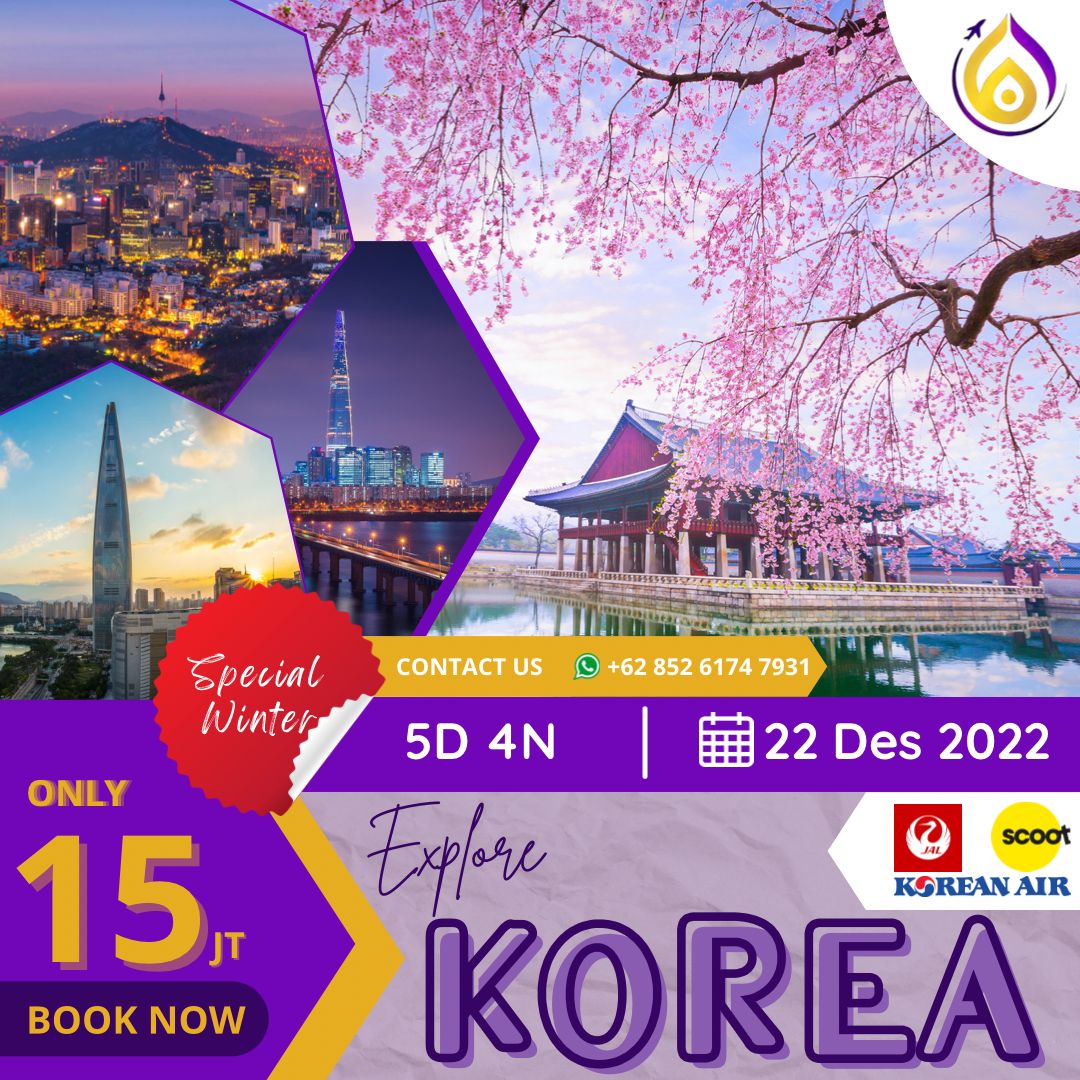 CONTACT US +62 852 6174 7931
Special
Winter
5D 4N | 22 Des 2022
ONLY
15 JT
BOOK NOW
Explore
KOREA
JAL
scoot
KOREAN AIR